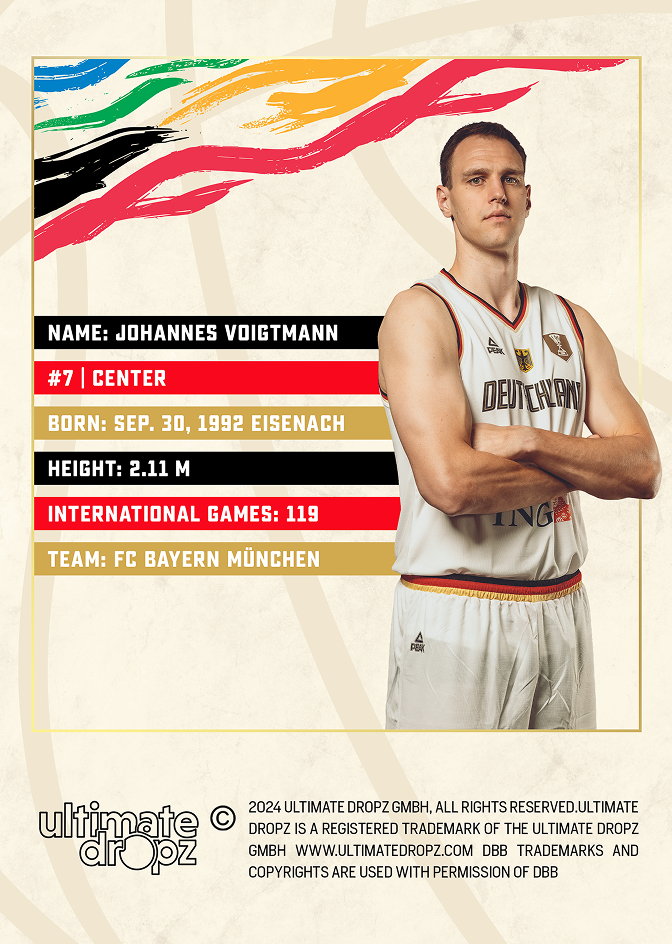 NAME: JOHANNES VOIGTMANN
#7 | CENTER
BORN: SEP. 30, 1992 EISENACH
HEIGHT: 2.11 M
INTERNATIONAL GAMES: 119
TEAM: FC BAYERN MÜNCHEN
PEAK
DEUTSCHLAND
ING
PEAK
ultimate
dropz
©
2024 ULTIMATE DROPZ GMBH, ALL RIGHTS RESERVED.ULTIMATE
DROPZ IS A REGISTERED TRADEMARK OF THE ULTIMATE DROPZ
GMBH WWW.ULTIMATEDROPZ.COM DBB TRADEMARKS AND
COPYRIGHTS ARE USED WITH PERMISSION OF DBB